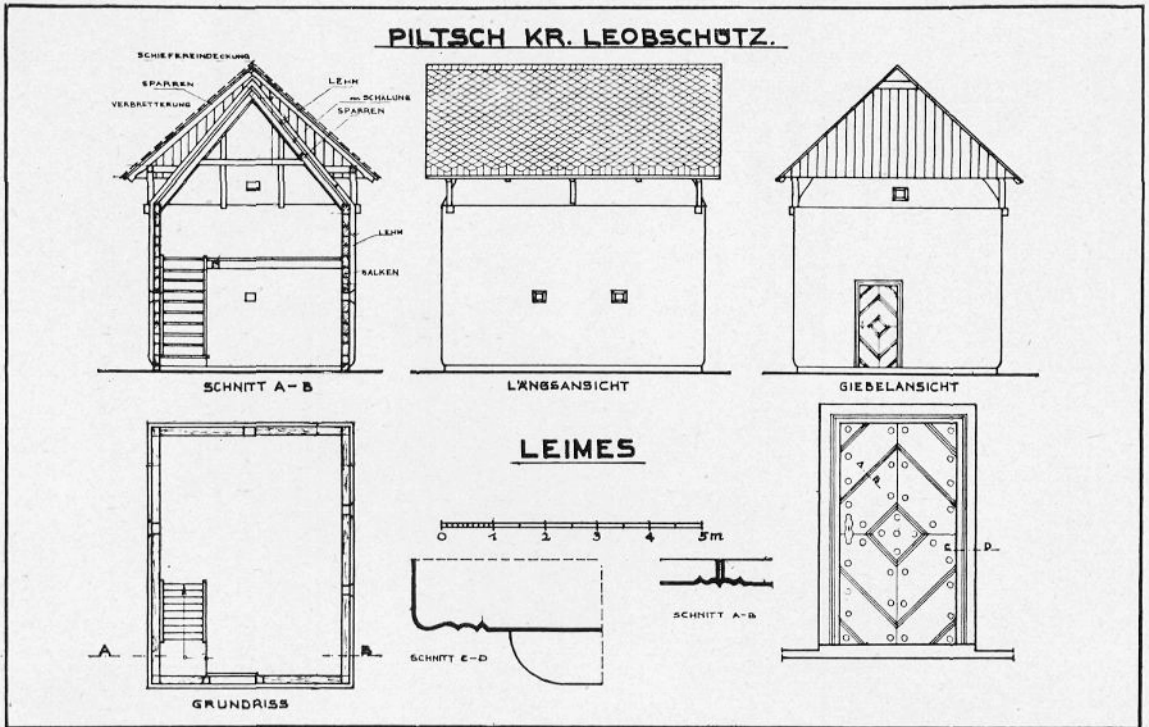 PILTSCH KR. LEOBSCHÜTZ.
SCHIEFEREINDECKUNG
SPARREN
VERBRETTERUNG
LEHM
SCHALUNG
SPARREN
LEHM
BALKEN
SCHNITT A-B
LÄNGSANSICHT
GIEBELANSICHT
LEIMES
0 1 2 3 4 5m
A
B
GRUNDRISS
SCHNITT C-D
SCHNITT A-B
A
B
C
D